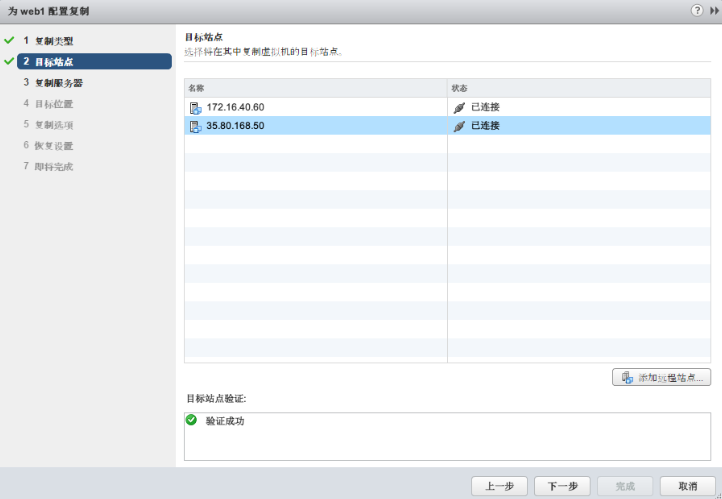 为 web1 配置复制
1 复制类型
2 目标站点
3 复制服务器
4 目标位置
5 复制选项
6 恢复设置
7 即将完成
目标站点
选择将在其中复制虚拟机的目标站点。
名称 状态
172.16.40.60 已连接
35.80.168.50 已连接
添加远程站点...
目标站点验证:
验证成功
上一步 下一步 完成 取消